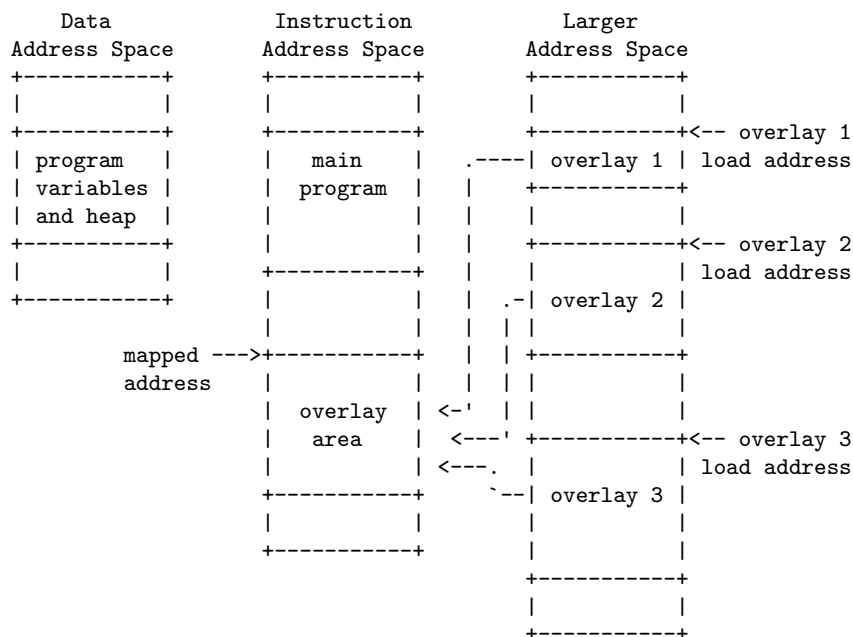 Data             Instruction            Larger
Address Space       Address Space        Address Space
+-----------+       +-----------+        +-----------+
|           |       |           |        |           |
+-----------+       +-----------+        +-----------+<-- overlay 1
| program   |       |   main    |   .----| overlay 1 | load address
| variables |       |  program  |   |    +-----------+
| and heap  |       |           |   |    |           |
+-----------+       |           |   |    +-----------+<-- overlay 2
|           |       +-----------+   |    |           | load address
+-----------+       |           |   |  .-| overlay 2 |
                    |           |   |  | |           |
         mapped --->+-----------+   |  | +-----------+
         address    |           |   |  | |           |
                    |  overlay  | <-'  | |           |
                    |   area    |  <---' +-----------+<-- overlay 3
                    |           | <---.  |           | load address
                    +-----------+     `--| overlay 3 |
                    |           |        |           |
                    +-----------+        |           |
                                         +-----------+
                                         |           |
                                         +-----------+